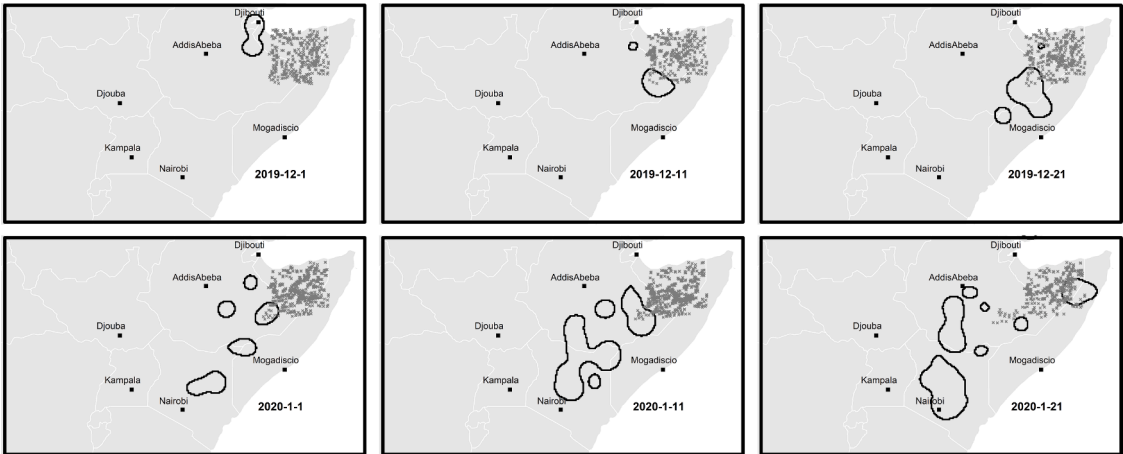 Djibouti
AddisAbeba
Djouba
Mogadiscio
Kampala
Nairobi
2019-12-1
Djibouti
AddisAbeba
Djouba
Mogadiscio
Kampala
Nairobi
2019-12-11
Djibouti
AddisAbeba
Djouba
Mogadiscio
Kampala
Nairobi
2019-12-21
Djibouti
AddisAbeba
Djouba
Mogadiscio
Kampala
Nairobi
2020-1-1
Djibouti
AddisAbeba
Djouba
Mogadiscio
Kampala
Nairobi
2020-1-11
Djibouti
AddisAbeba
Djouba
Mogadiscio
Kampala
Nairobi
2020-1-21